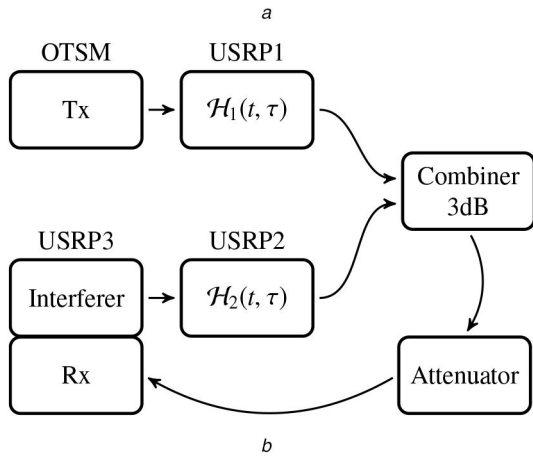 a
OTSM USRP1
Tx
ℋ₁(t, τ)
Combiner
3dB
USRP3 USRP2
Interferer
ℋ₂(t, τ)
Rx
Attenuator
b